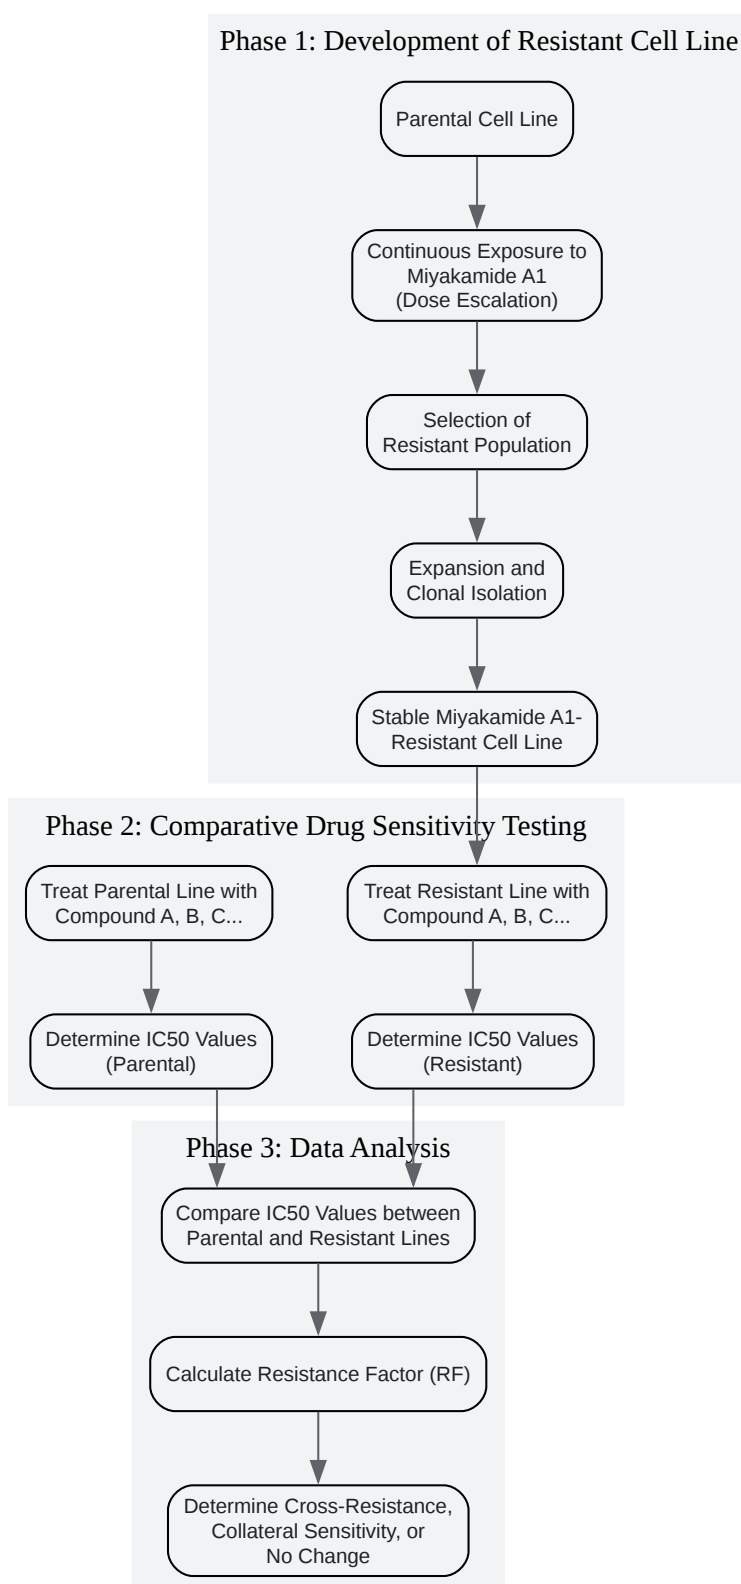 Phase 1: Development of Resistant Cell Line
Parental Cell Line
Continuous Exposure to
Miyakamide A1
(Dose Escalation)
Selection of
Resistant Population
Expansion and
Clonal Isolation
Stable Miyakamide A1-
Resistant Cell Line
Phase 2: Comparative Drug Sensitivity Testing
Treat Parental Line with
Compound A, B, C...
Treat Resistant Line with
Compound A, B, C...
Determine IC50 Values
(Parental)
Determine IC50 Values
(Resistant)
Phase 3: Data Analysis
Compare IC50 Values between
Parental and Resistant Lines
Calculate Resistance Factor (RF)
Determine Cross-Resistance,
Collateral Sensitivity, or
No Change